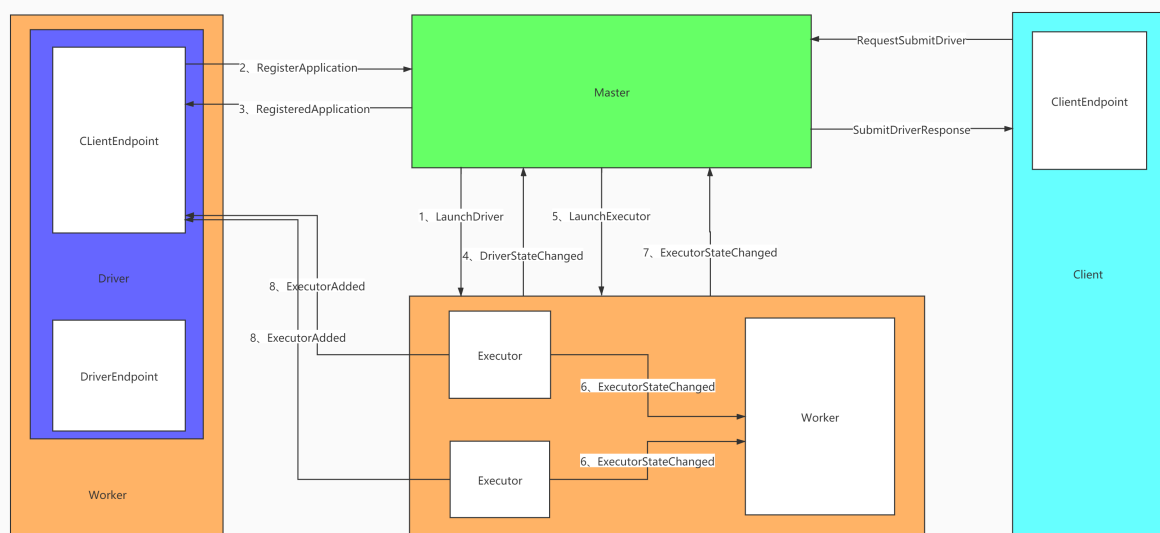 RequestSubmitDriver
ClientEndpoint
2、RegisterApplication
Master
3、RegisteredApplication
SubmitDriverResponse
CLientEndpoint
1、LaunchDriver
5、LaunchExecutor
4、DriverStateChanged
7、ExecutorStateChanged
Driver
Client
8、ExecutorAdded
8、ExecutorAdded
Executor
DriverEndpoint
6、ExecutorStateChanged
Worker
6、ExecutorStateChanged
Executor
Worker